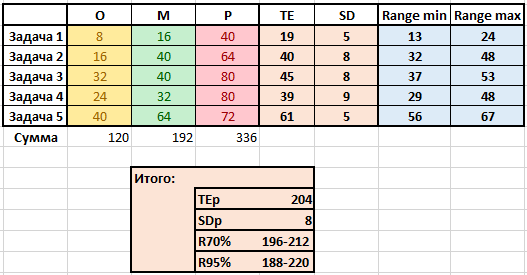 O M P TE SD Range min Range max
Задача 1 8 16 40 19 5 13 24
Задача 2 16 40 64 40 8 32 48
Задача 3 32 40 80 45 8 37 53
Задача 4 24 32 80 39 9 29 48
Задача 5 40 64 72 61 5 56 67
Сумма 120 192 336
Итого:
TEp 204
SDp 8
R70% 196-212
R95% 188-220